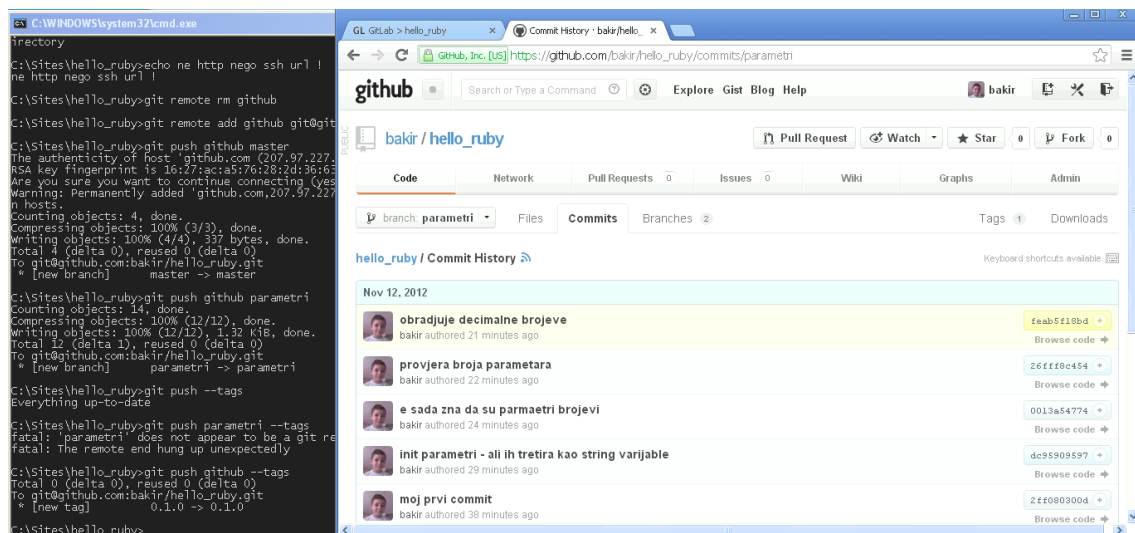 C:\WINDOWS\system32\cmd.exe
irectory
C:\Sites\hello_ruby>echo ne http nego ssh url !
ne http nego ssh url !
C:\Sites\hello_ruby>git remote rm github
C:\Sites\hello_ruby>git remote add github git@git
C:\Sites\hello_ruby>git push github master
The authenticity of host 'github.com (207.97.227.
RSA key fingerprint is 16:27:ac:a5:76:28:2d:36:63
Are you sure you want to continue connecting (yes
Warning: Permanently added 'github.com,207.97.227
n hosts.
Counting objects: 4, done.
Compressing objects: 100% (3/3), done.
Writing objects: 100% (4/4), 337 bytes, done.
Total 4 (delta 0), reused 0 (delta 0)
To git@github.com:bakir/hello_ruby.git
* [new branch] master -> master
C:\Sites\hello_ruby>git push github parametri
Counting objects: 14, done.
Compressing objects: 100% (12/12), done.
Writing objects: 100% (12/12), 1.32 KiB, done.
Total 12 (delta 1), reused 0 (delta 0)
To git@github.com:bakir/hello_ruby.git
* [new branch] parametri -> parametri
C:\Sites\hello_ruby>git push --tags
Everything up-to-date
C:\Sites\hello_ruby>git push parametri --tags
fatal: 'parametri' does not appear to be a git re
fatal: The remote end hung up unexpectedly
C:\Sites\hello_ruby>git push github --tags
Total 0 (delta 0), reused 0 (delta 0)
To git@github.com:bakir/hello_ruby.git
* [new tag] 0.1.0 -> 0.1.0
C:\Sites\hello_ruby>
GL GitLab > hello_ruby
Commit History · bakir/hello_
GitHub, Inc. [US] https://github.com/bakir/hello_ruby/commits/parametri
github Search or Type a Command Explore Gist Blog Help bakir
PUBLIC
bakir / hello_ruby Pull Request Watch Star 0 Fork 0
Code Network Pull Requests 0 Issues 0 Wiki Graphs Admin
branch: parametri Files Commits Branches 2 Tags 1 Downloads
hello_ruby / Commit History Keyboard shortcuts available
Nov 12, 2012
obradjuje decimalne brojeve feab5f18bd
bakir authored 21 minutes ago Browse code
provjera broja parametara 26fff8c454
bakir authored 22 minutes ago Browse code
e sada zna da su parmaetri brojevi 0013a54774
bakir authored 24 minutes ago Browse code
init parametri - ali ih tretira kao string varijable dc95909597
bakir authored 29 minutes ago Browse code
moj prvi commit 2ff080300d
bakir authored 38 minutes ago Browse code